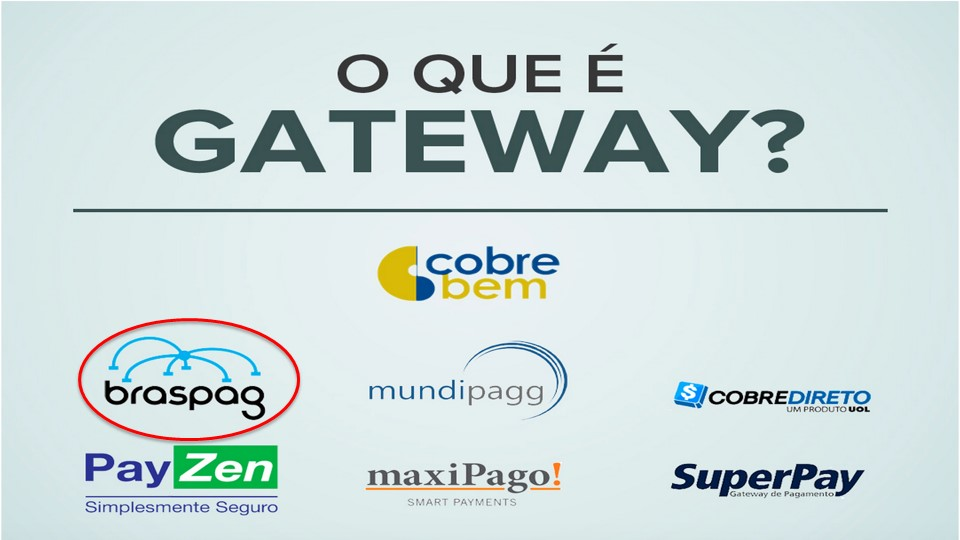 O QUE É
GATEWAY?
cobre
bem
braspag
mundipagg
COBREDIRETO
UM PRODUTO UOL
PayZen
Simplesmente Seguro
maxiPago!
SMART PAYMENTS
SuperPay
Gateway de Pagamento